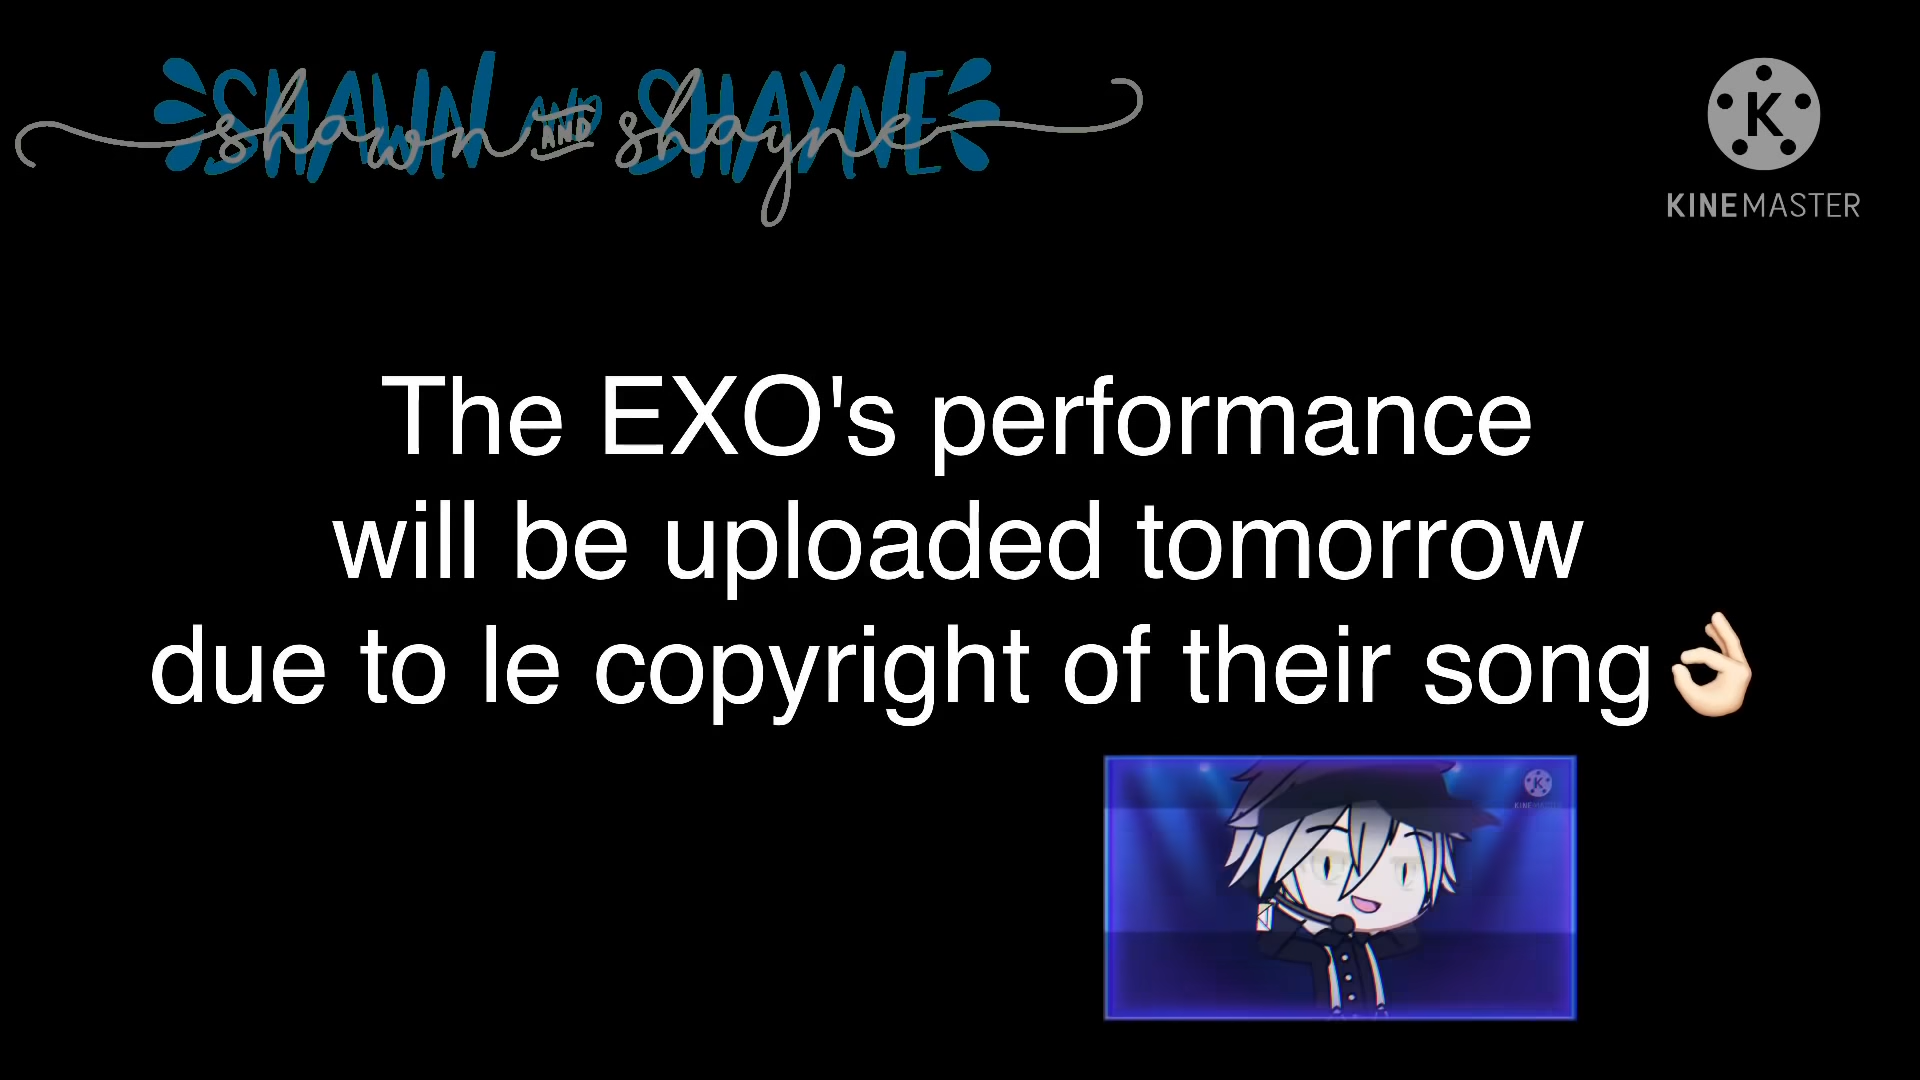 SHAWN AND SHAYNE
shawn AND shayne
K
KINEMASTER
The EXO's performance
will be uploaded tomorrow
due to le copyright of their song👌🏻
K
KINEMASTER